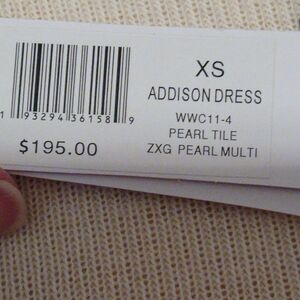 XS
ADDISON DRESS
WWC11-4
PEARL TILE
ZXG PEARL MULTI
1 93294 36158 9
$195.00